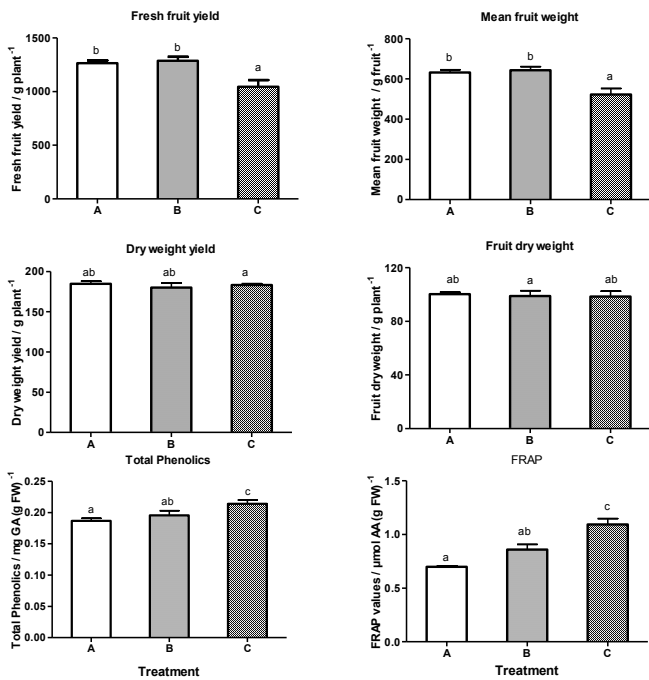 Fresh fruit yield
Fresh fruit yield / g plant⁻¹
1500
1000
500
0
b
b
a
A
B
C
Mean fruit weight
Mean fruit weight / g fruit⁻¹
800
600
400
200
0
b
b
a
A
B
C
Dry weight yield
Dry weight yield / g plant⁻¹
200
150
100
50
0
ab
ab
a
A
B
C
Fruit dry weight
Fruit dry weight / g plant⁻¹
120
80
40
0
ab
a
ab
A
B
C
Total Phenolics
Total Phenolics / mg GA (g FW)⁻¹
0.25
0.20
0.15
0.10
0.05
0.00
a
ab
c
A
B
C
Treatment
FRAP
FRAP values / µmol AA (g FW)⁻¹
1.5
1.0
0.5
0.0
a
ab
c
A
B
C
Treatment